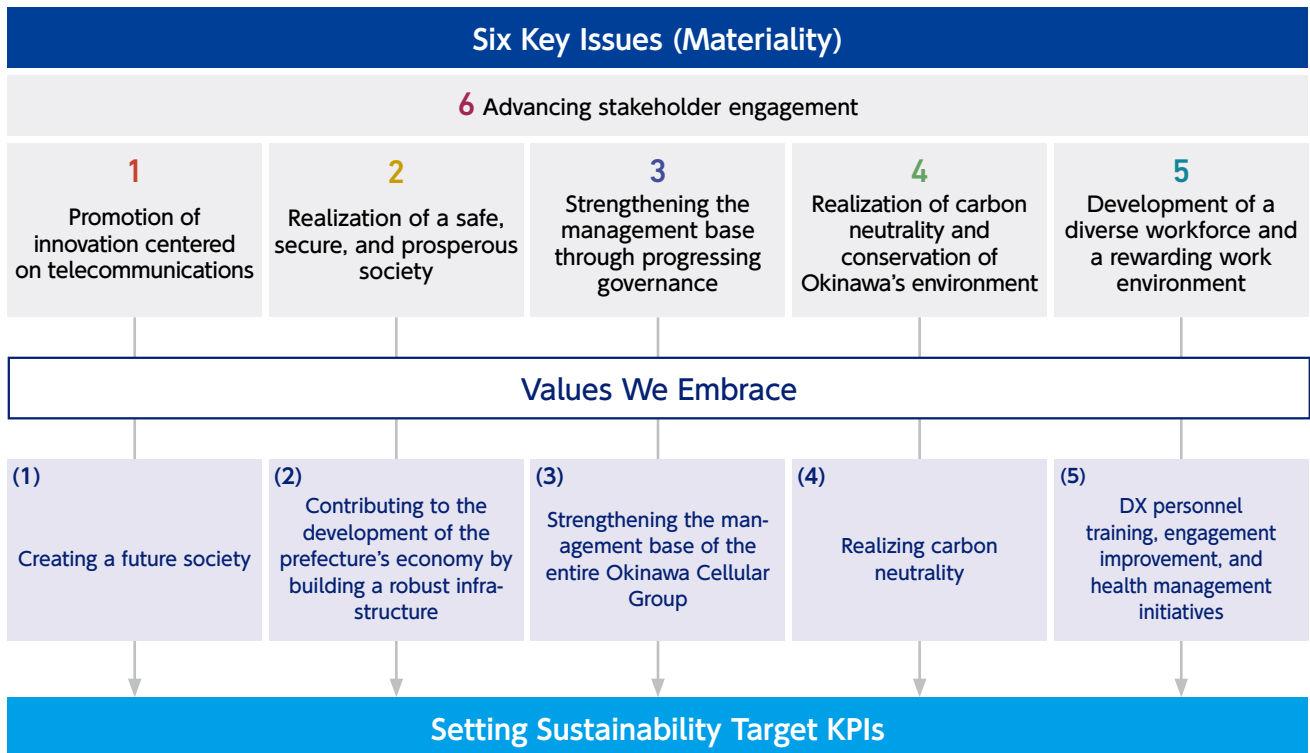 Six Key Issues (Materiality)
6 Advancing stakeholder engagement
1
Promotion of
innovation centered
on telecommunications
2
Realization of a safe,
secure, and prosperous
society
3
Strengthening the
management base
through progressing
governance
4
Realization of carbon
neutrality and
conservation of
Okinawa's environment
5
Development of a
diverse workforce and
a rewarding work
environment
Values We Embrace
(1)
Creating a future society
(2)
Contributing to the
development of the
prefecture's economy by
building a robust infra-
structure
(3)
Strengthening the man-
agement base of the
entire Okinawa Cellular
Group
(4)
Realizing carbon
neutrality
(5)
DX personnel
training, engagement
improvement, and
health management
initiatives
Setting Sustainability Target KPIs